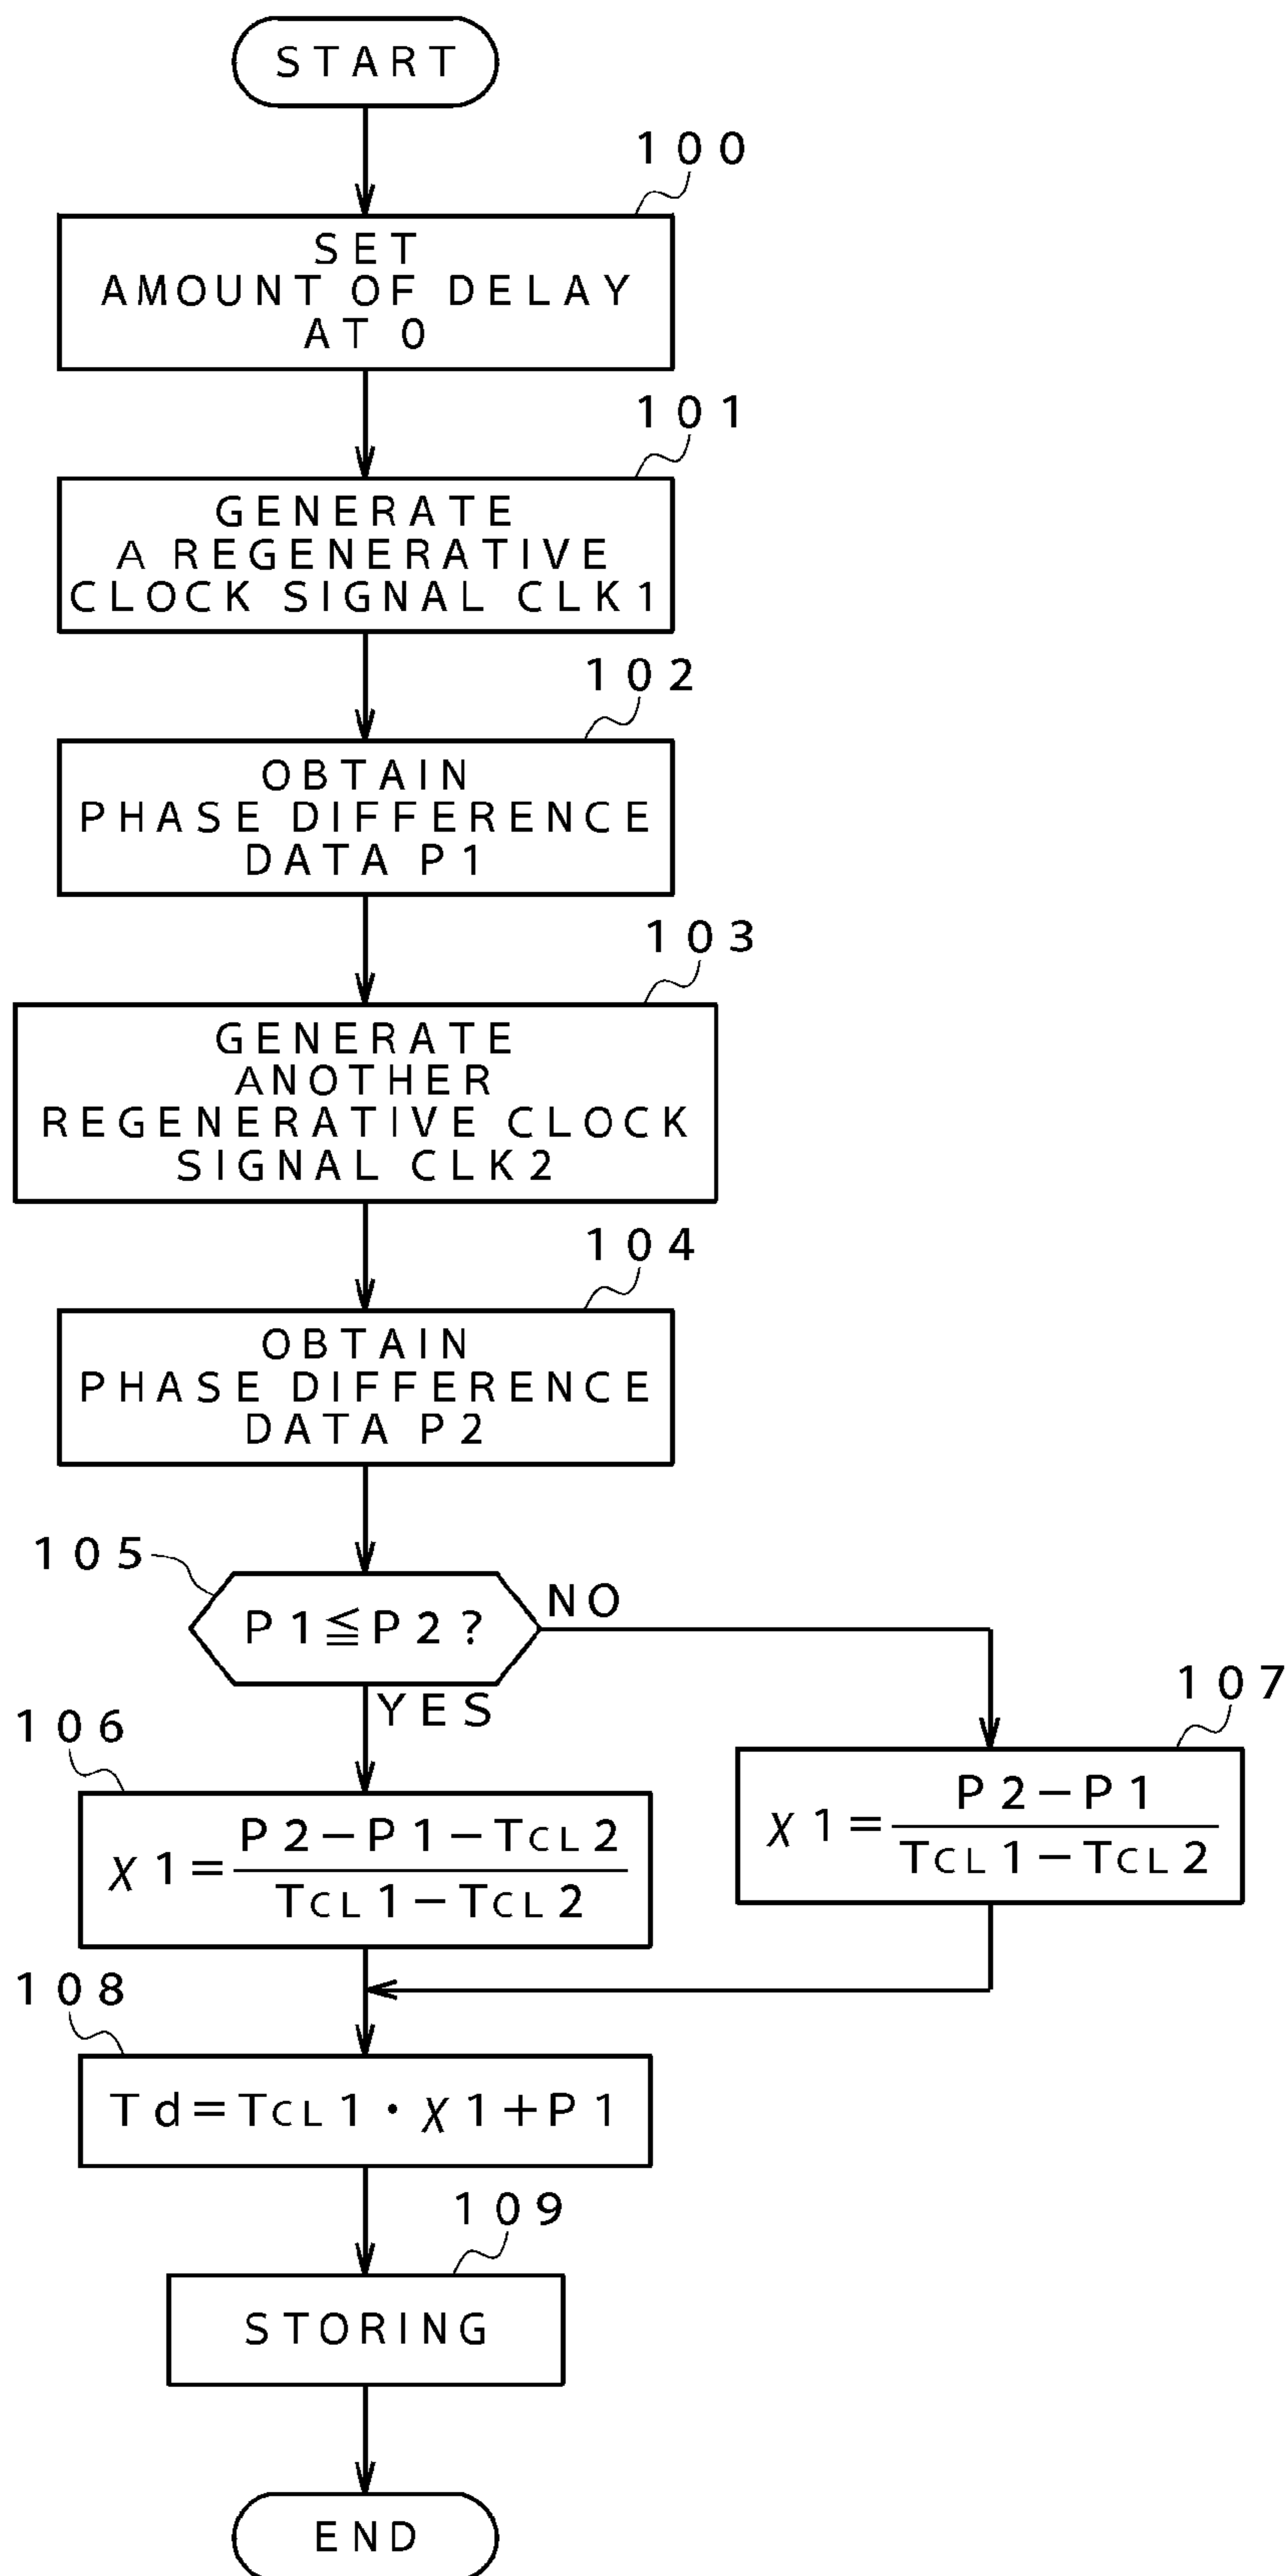 START
100
SET
AMOUNT OF DELAY
AT 0
101
GENERATE
A REGENERATIVE
CLOCK SIGNAL CLK1
102
OBTAIN
PHASE DIFFERENCE
DATA P1
103
GENERATE
ANOTHER
REGENERATIVE CLOCK
SIGNAL CLK2
104
OBTAIN
PHASE DIFFERENCE
DATA P2
105
P1≦P2?
NO
YES
106
χ1=
P2−P1−TCL2
TCL1−TCL2
107
χ1=
P2−P1
TCL1−TCL2
108
Td=TCL1・χ1+P1
109
STORING
END